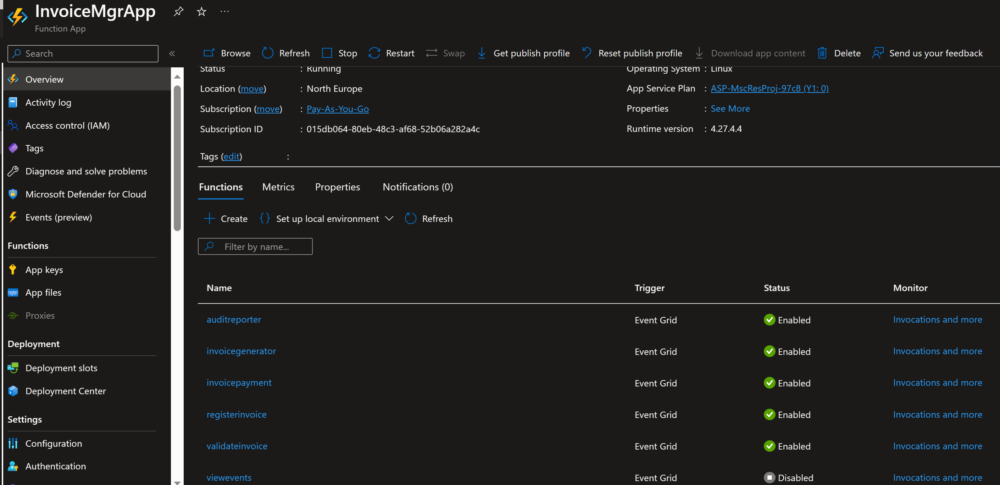 InvoiceMgrApp
Function App
Search
«
Browse Refresh Stop Restart Swap Get publish profile Reset publish profile Download app content Delete Send us your feedback
Overview
Activity log
Access control (IAM)
Tags
Diagnose and solve problems
Microsoft Defender for Cloud
Events (preview)
Functions
App keys
App files
Proxies
Deployment
Deployment slots
Deployment Center
Settings
Configuration
Authentication
Status : Running
Location (move) : North Europe
Subscription (move) : Pay-As-You-Go
Subscription ID : 015db064-80eb-48c3-af68-52b06a282a4c
Operating System : Linux
App Service Plan : ASP-MscResProj-97c8 (Y1: 0)
Properties : See More
Runtime version : 4.27.4.4
Tags (edit) :
Functions Metrics Properties Notifications (0)
Create {} Set up local environment Refresh
Filter by name...
Name Trigger Status Monitor
auditreporter Event Grid Enabled Invocations and more
invoicegenerator Event Grid Enabled Invocations and more
invoicepayment Event Grid Enabled Invocations and more
registerinvoice Event Grid Enabled Invocations and more
validateinvoice Event Grid Enabled Invocations and more
viewevents Event Grid Disabled Invocations and more